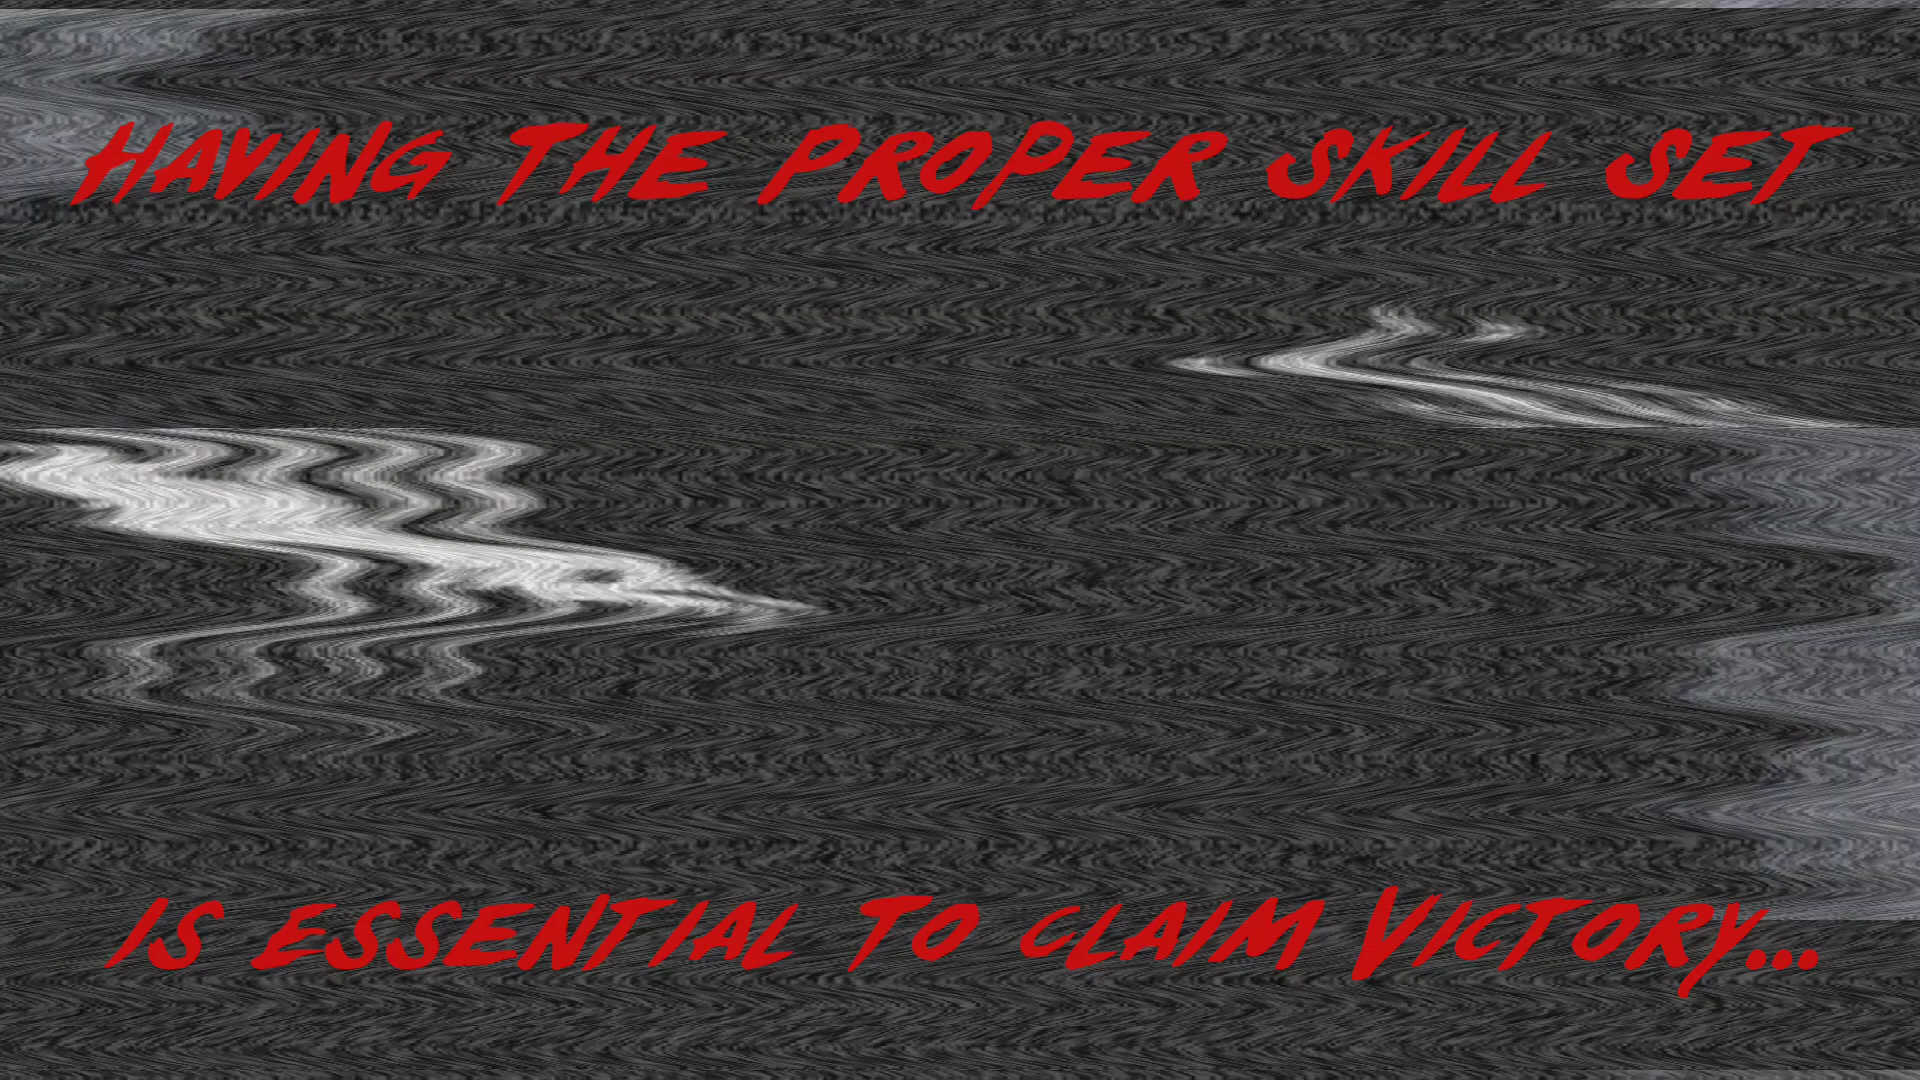 HAVING THE PROPER SKILL SET
IS ESSENTIAL TO CLAIM VICTORY...